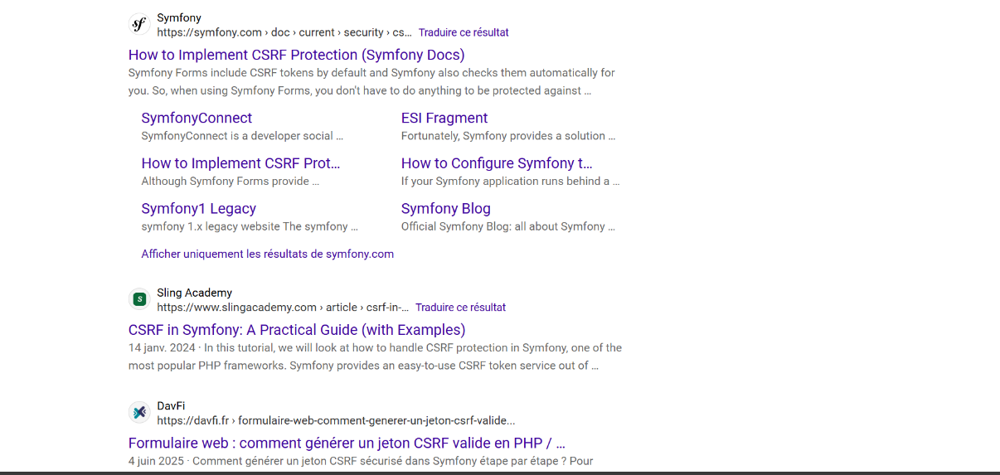 Symfony
https://symfony.com › doc › current › security › cs... Traduire ce résultat
How to Implement CSRF Protection (Symfony Docs)
Symfony Forms include CSRF tokens by default and Symfony also checks them automatically for
you. So, when using Symfony Forms, you don't have to do anything to be protected against ...
SymfonyConnect
SymfonyConnect is a developer social ...
ESI Fragment
Fortunately, Symfony provides a solution ...
How to Implement CSRF Prot...
Although Symfony Forms provide ...
How to Configure Symfony t...
If your Symfony application runs behind a ...
Symfony1 Legacy
symfony 1.x legacy website The symfony ...
Symfony Blog
Official Symfony Blog: all about Symfony ...
Afficher uniquement les résultats de symfony.com
Sling Academy
https://www.slingacademy.com › article › csrf-in-... Traduire ce résultat
CSRF in Symfony: A Practical Guide (with Examples)
14 janv. 2024 · In this tutorial, we will look at how to handle CSRF protection in Symfony, one of the
most popular PHP frameworks. Symfony provides an easy-to-use CSRF token service out of ...
DavFi
https://davfi.fr › formulaire-web-comment-generer-un-jeton-csrf-valide...
Formulaire web : comment générer un jeton CSRF valide en PHP / ...
4 juin 2025 · Comment générer un jeton CSRF sécurisé dans Symfony étape par étape ? Pour